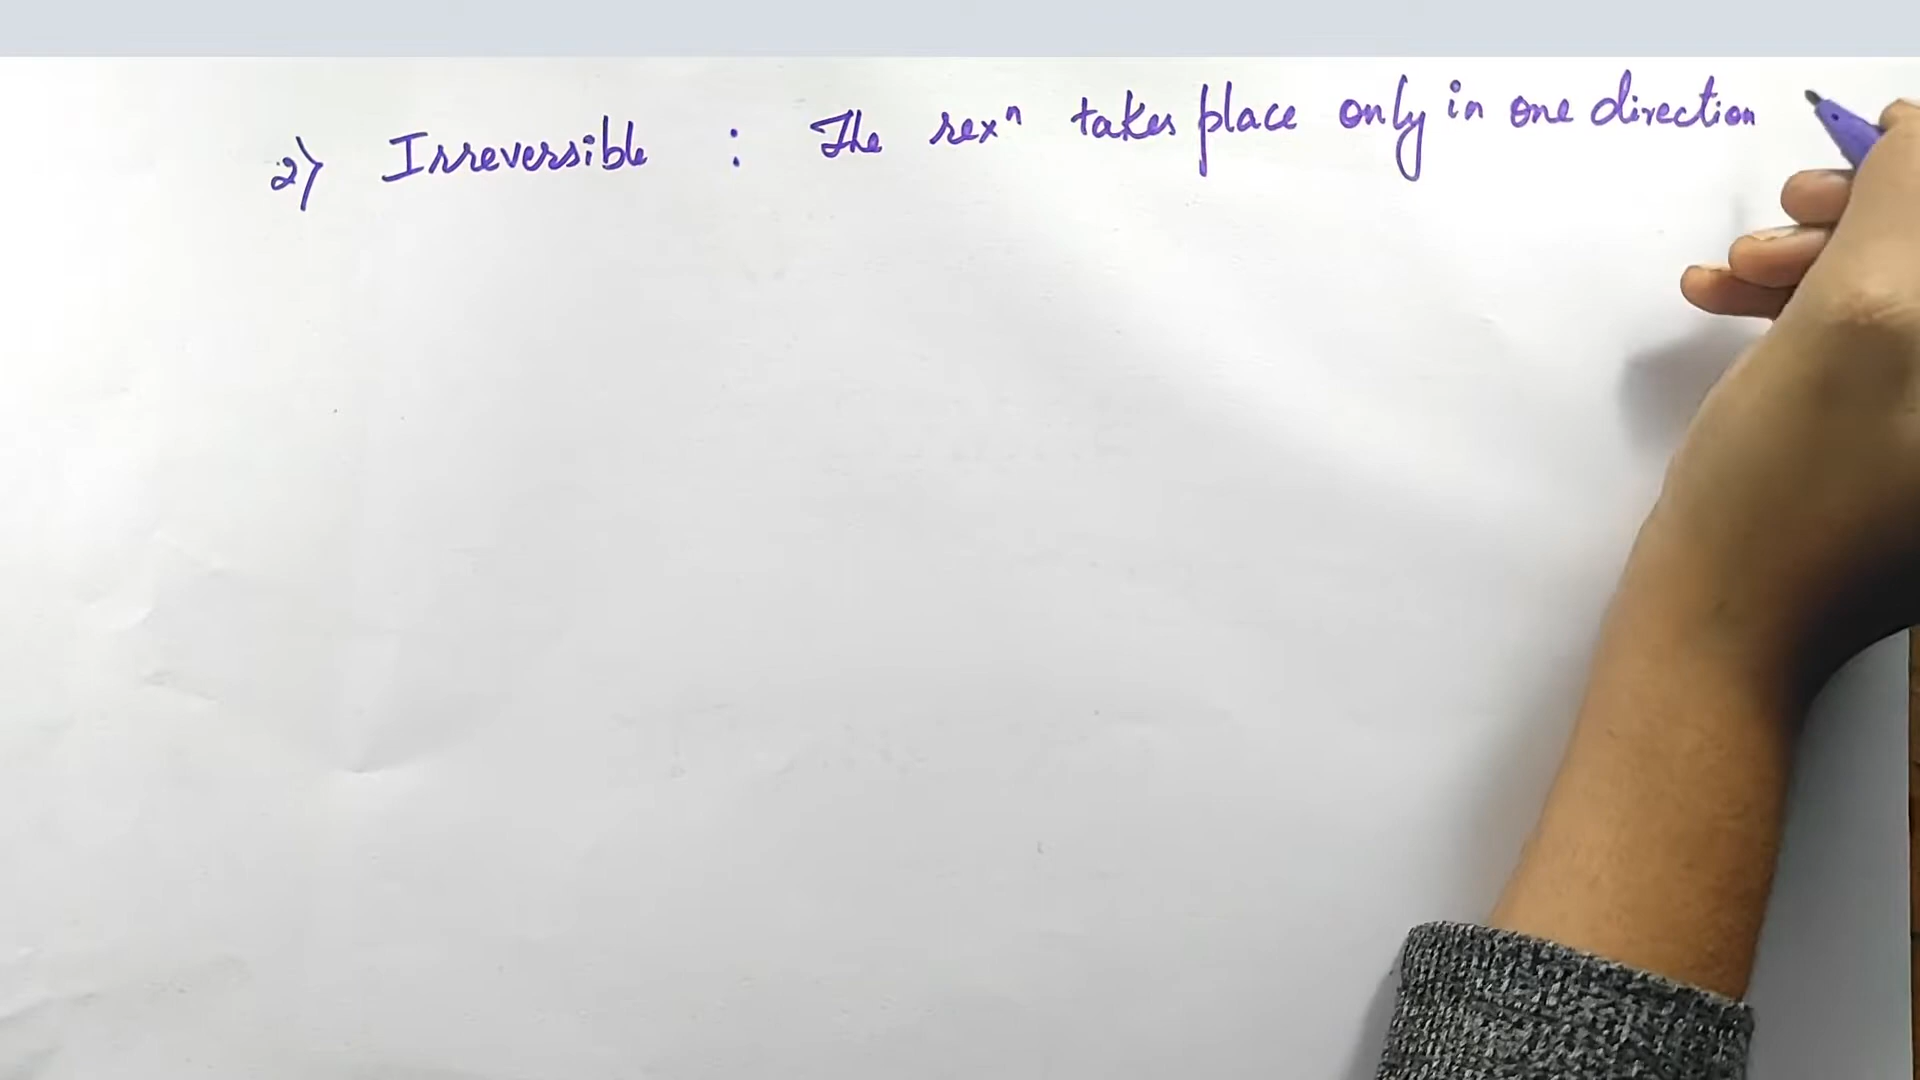 2) Irreversible : The rexⁿ takes place only in one direction